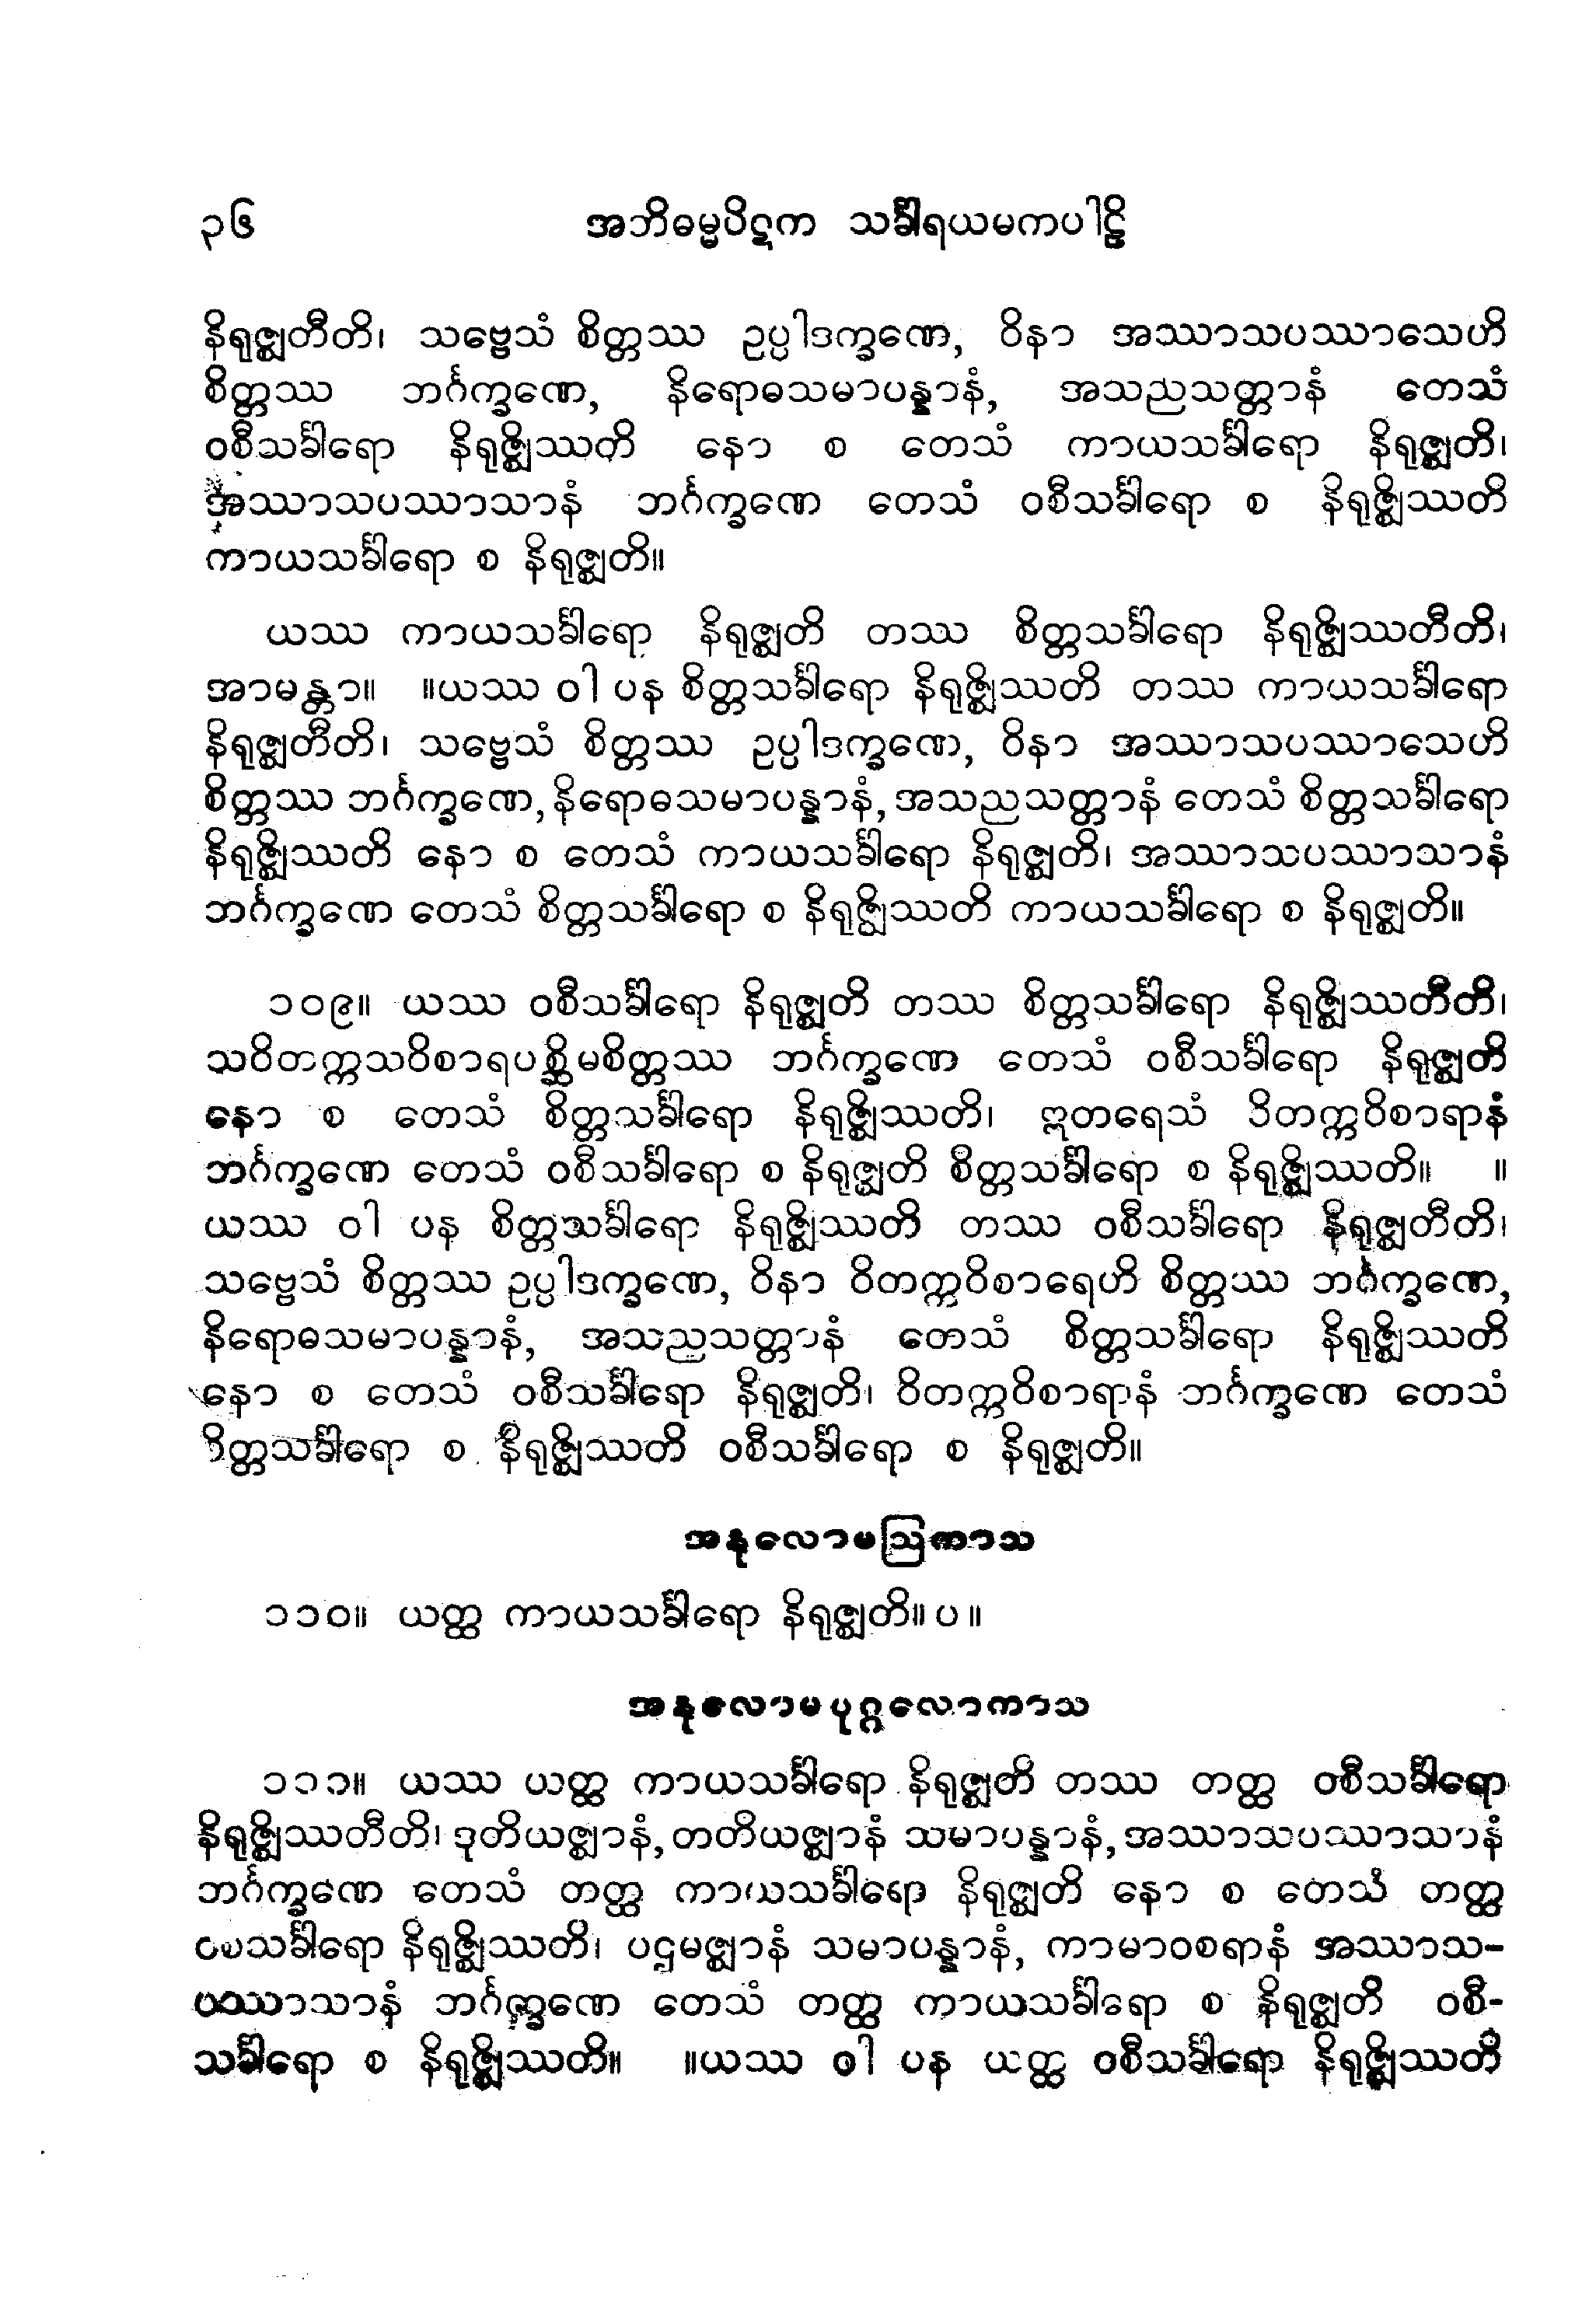 ၃၆ အဘိဓမ္မပိဋက သင်္ခါရယမကပါဠိ
နိရုဇ္ဈတီတိ၊ သဗ္ဗေသံ စိတ္တဿ ဥပ္ပါဒက္ခဏေ, ဝိနာ အဿာသပဿာသေဟိ
စိတ္တဿ ဘင်္ဂက္ခဏေ, နိရောဓသမာပန္နာနံ, အသညသတ္တာနံ တေသံ
ဝစီသင်္ခါရော နိရုဇ္ဈိဿတိ နော စ တေသံ ကာယသင်္ခါရော နိရုဇ္ဈတိ၊
အဿာသပဿာသာနံ ဘင်္ဂက္ခဏေ တေသံ ဝစီသင်္ခါရော စ နိရုဇ္ဈိဿတိ
ကာယသင်္ခါရော စ နိရုဇ္ဈတိ။
ယဿ ကာယသင်္ခါရော နိရုဇ္ဈတိ တဿ စိတ္တသင်္ခါရော နိရုဇ္ဈိဿတီတိ၊
အာမန္တာ။ ။ယဿ ဝါ ပန စိတ္တသင်္ခါရော နိရုဇ္ဈိဿတိ တဿ ကာယသင်္ခါရော
နိရုဇ္ဈတီတိ၊ သဗ္ဗေသံ စိတ္တဿ ဥပ္ပါဒက္ခဏေ, ဝိနာ အဿာသပဿာသေဟိ
စိတ္တဿ ဘင်္ဂက္ခဏေ, နိရောဓသမာပန္နာနံ, အသညသတ္တာနံ တေသံ စိတ္တသင်္ခါရော
နိရုဇ္ဈိဿတိ နော စ တေသံ ကာယသင်္ခါရော နိရုဇ္ဈတိ၊ အဿာသပဿာသာနံ
ဘင်္ဂက္ခဏေ တေသံ စိတ္တသင်္ခါရော စ နိရုဇ္ဈိဿတိ ကာယသင်္ခါရော စ နိရုဇ္ဈတိ။
၁၀၉။ ယဿ ဝစီသင်္ခါရော နိရုဇ္ဈတိ တဿ စိတ္တသင်္ခါရော နိရုဇ္ဈိဿတီတိ၊
သဝိတက္ကသဝိစာရပစ္ဆိမစိတ္တဿ ဘင်္ဂက္ခဏေ တေသံ ဝစီသင်္ခါရော နိရုဇ္ဈတိ
နော စ တေသံ စိတ္တသင်္ခါရော နိရုဇ္ဈိဿတိ၊ ဣတရေသံ ဝိတက္ကဝိစာရာနံ
ဘင်္ဂက္ခဏေ တေသံ ဝစီသင်္ခါရော စ နိရုဇ္ဈတိ စိတ္တသင်္ခါရော စ နိရုဇ္ဈိဿတိ။ ။
ယဿ ဝါ ပန စိတ္တသင်္ခါရော နိရုဇ္ဈိဿတိ တဿ ဝစီသင်္ခါရော နိရုဇ္ဈတီတိ၊
သဗ္ဗေသံ စိတ္တဿ ဥပ္ပါဒက္ခဏေ, ဝိနာ ဝိတက္ကဝိစာရေဟိ စိတ္တဿ ဘင်္ဂက္ခဏေ,
နိရောဓသမာပန္နာနံ, အသညသတ္တာနံ တေသံ စိတ္တသင်္ခါရော နိရုဇ္ဈိဿတိ
နော စ တေသံ ဝစီသင်္ခါရော နိရုဇ္ဈတိ၊ ဝိတက္ကဝိစာရာနံ ဘင်္ဂက္ခဏေ တေသံ
စိတ္တသင်္ခါရော စ နိရုဇ္ဈိဿတိ ဝစီသင်္ခါရော စ နိရုဇ္ဈတိ။
အနုလောမဩကာသ
၁၁၀။ ယတ္ထ ကာယသင်္ခါရော နိရုဇ္ဈတိ။ ပ ။
အနုလောမပုဂ္ဂလောကာသ
၁၁၁။ ယဿ ယတ္ထ ကာယသင်္ခါရော နိရုဇ္ဈတိ တဿ တတ္ထ ဝစီသင်္ခါရော
နိရုဇ္ဈိဿတီတိ၊ ဒုတိယဇ္ဈာနံ, တတိယဇ္ဈာနံ သမာပန္နာနံ, အဿာသပဿာသာနံ
ဘင်္ဂက္ခဏေ တေသံ တတ္ထ ကာယသင်္ခါရော နိရုဇ္ဈတိ နော စ တေသံ တတ္ထ
ဝစီသင်္ခါရော နိရုဇ္ဈိဿတိ၊ ပဌမဇ္ဈာနံ သမာပန္နာနံ, ကာမာဝစရာနံ အဿာသ-
ပဿာသာနံ ဘင်္ဂက္ခဏေ တေသံ တတ္ထ ကာယသင်္ခါရော စ နိရုဇ္ဈတိ ဝစီ-
သင်္ခါရော စ နိရုဇ္ဈိဿတိ။ ။ယဿ ဝါ ပန ယတ္ထ ဝစီသင်္ခါရော နိရုဇ္ဈိဿတိ